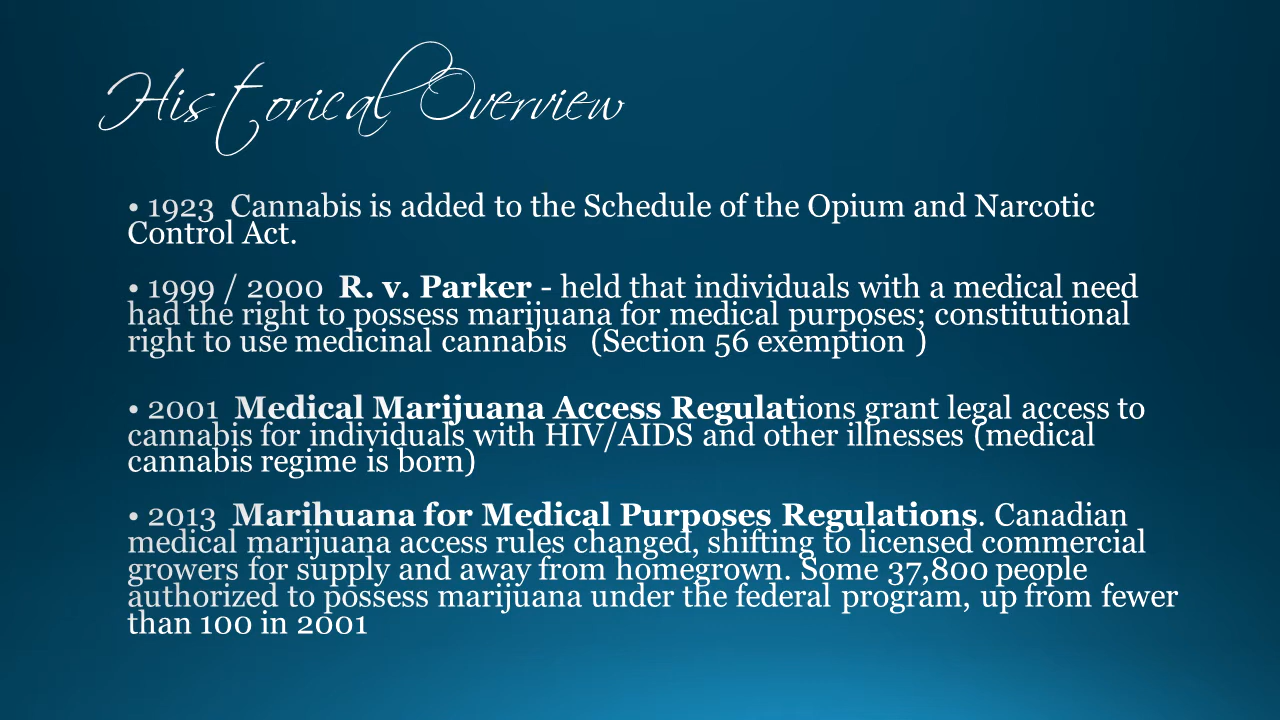 Historical Overview
• 1923  Cannabis is added to the Schedule of the Opium and Narcotic
Control Act.
• 1999 / 2000  R. v. Parker - held that individuals with a medical need
had the right to possess marijuana for medical purposes; constitutional
right to use medicinal cannabis   (Section 56 exemption )
• 2001  Medical Marijuana Access Regulations grant legal access to
cannabis for individuals with HIV/AIDS and other illnesses (medical
cannabis regime is born)
• 2013  Marihuana for Medical Purposes Regulations. Canadian
medical marijuana access rules changed, shifting to licensed commercial
growers for supply and away from homegrown. Some 37,800 people
authorized to possess marijuana under the federal program, up from fewer
than 100 in 2001